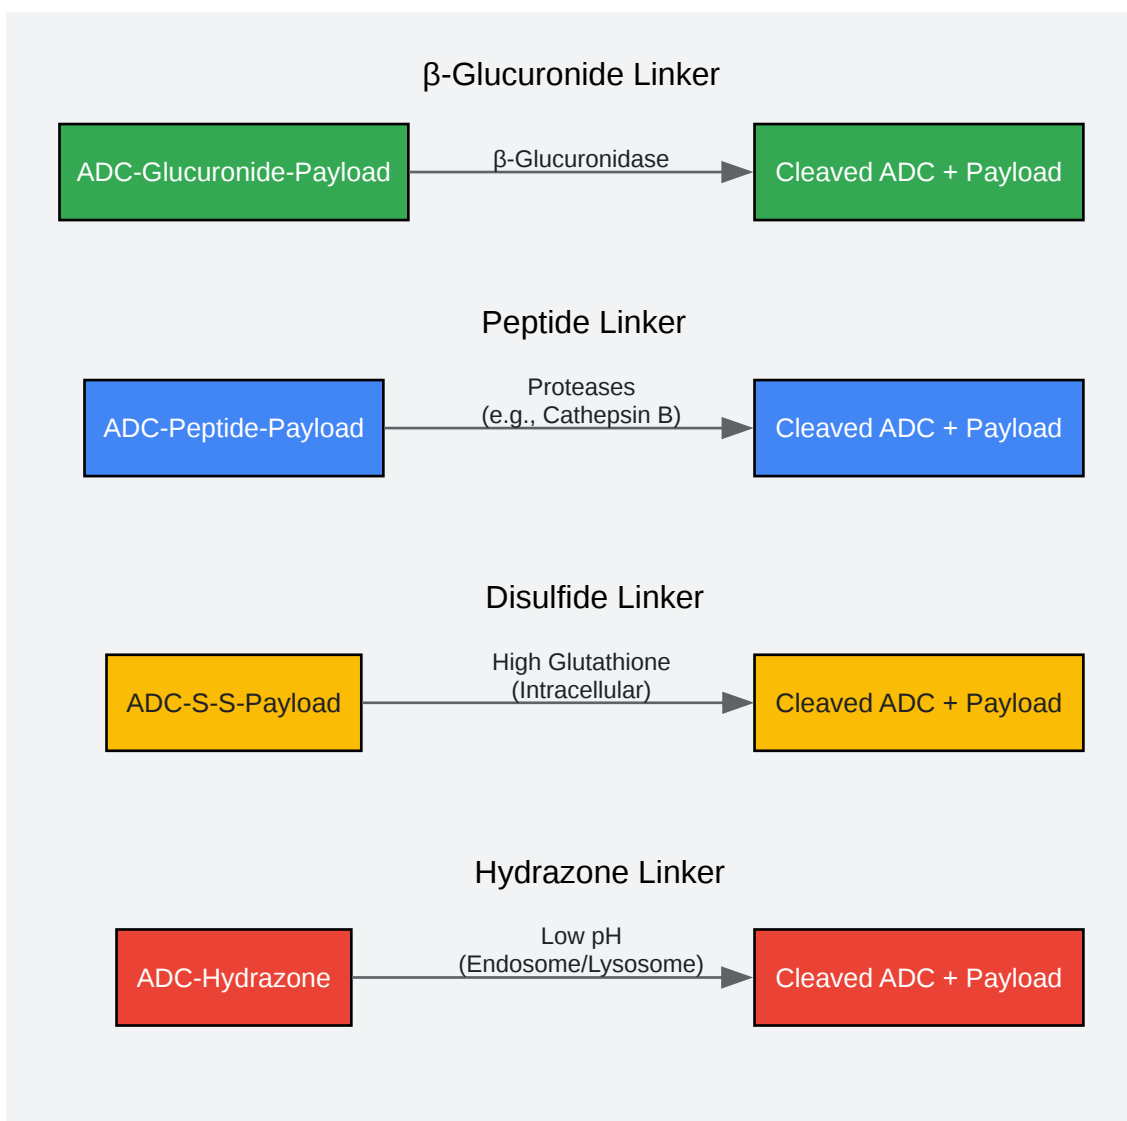 β-Glucuronide Linker
ADC-Glucuronide-Payload
β-Glucuronidase
Cleaved ADC + Payload
Peptide Linker
ADC-Peptide-Payload
Proteases
(e.g., Cathepsin B)
Cleaved ADC + Payload
Disulfide Linker
ADC-S-S-Payload
High Glutathione
(Intracellular)
Cleaved ADC + Payload
Hydrazone Linker
ADC-Hydrazone
Low pH
(Endosome/Lysosome)
Cleaved ADC + Payload